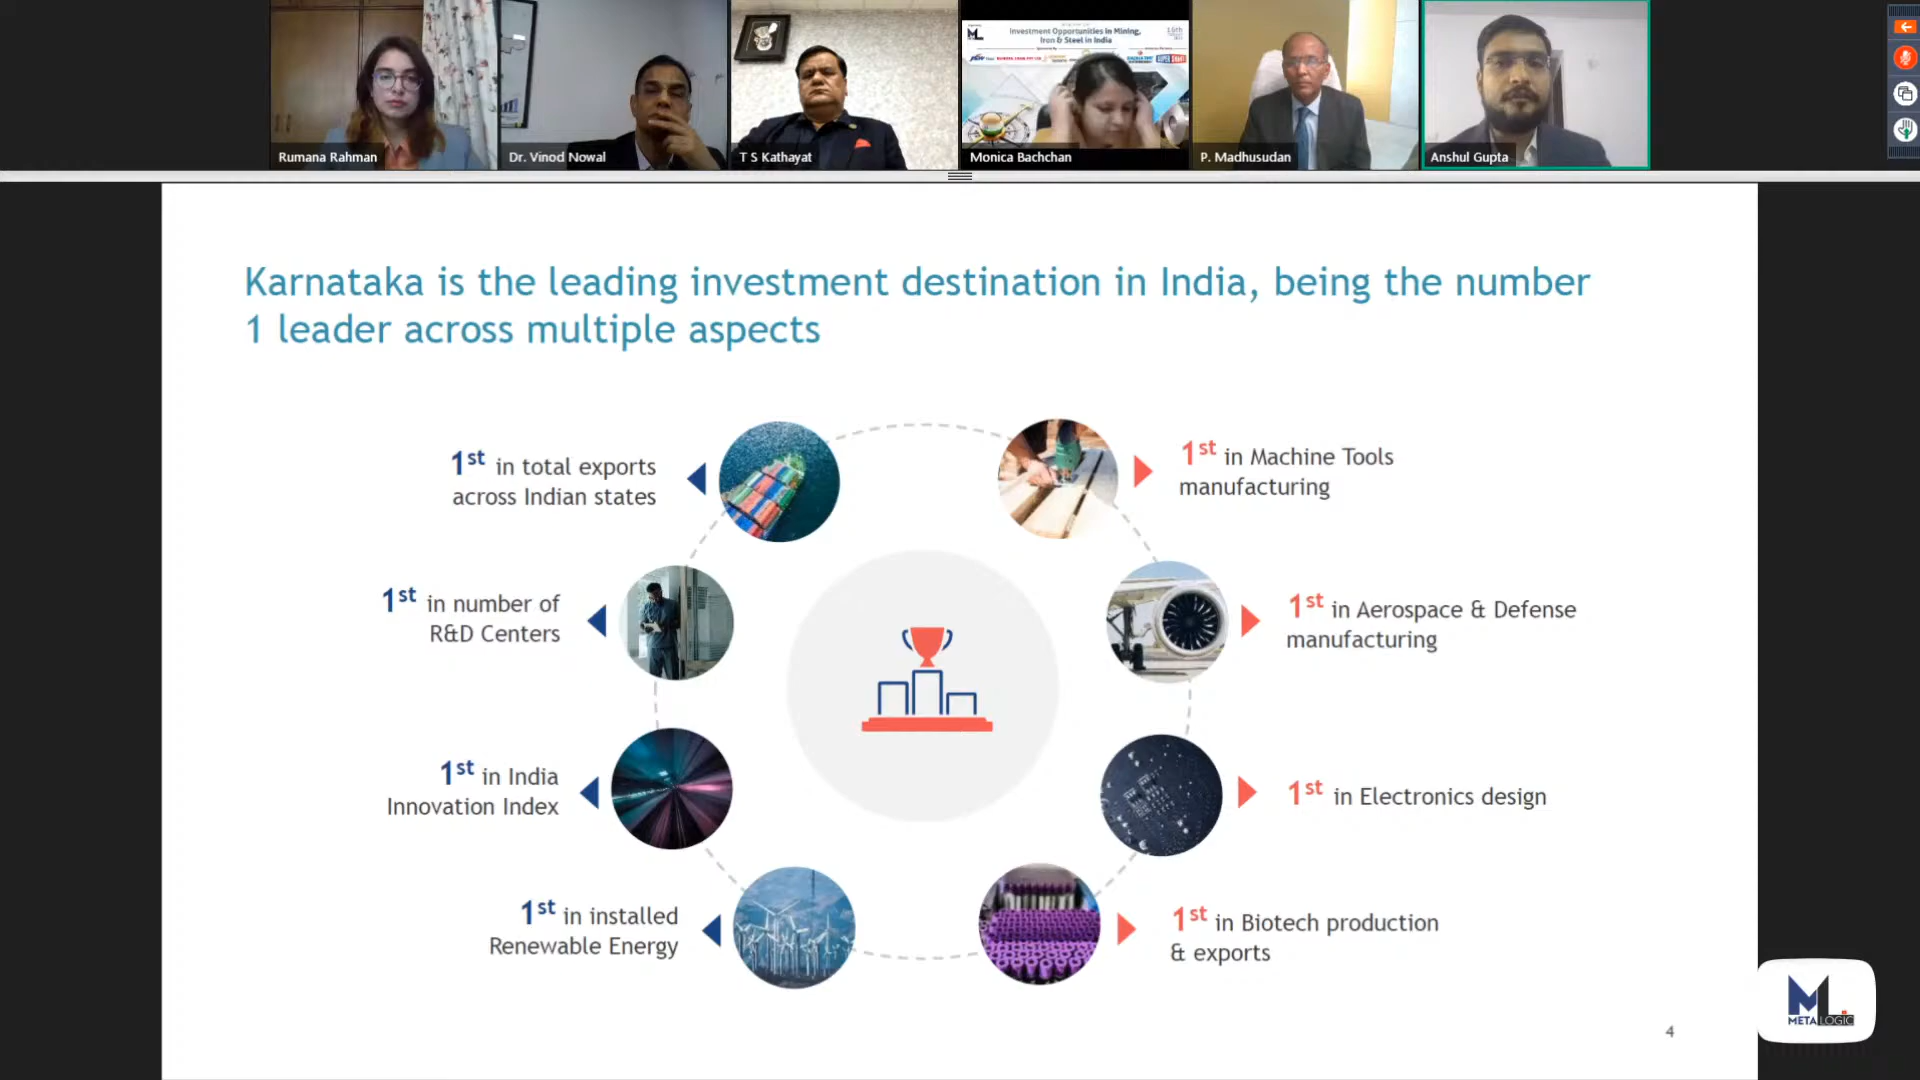 Investment Opportunities in Mining,
Iron & Steel in India
Rumana Rahman
Dr. Vinod Nowal
T S Kathayat
Monica Bachchan
P. Madhusudan
Anshul Gupta
Karnataka is the leading investment destination in India, being the number
1 leader across multiple aspects
1st in total exports
across Indian states
1st in Machine Tools
manufacturing
1st in number of
R&D Centers
1st in Aerospace & Defense
manufacturing
1st in India
Innovation Index
1st in Electronics design
1st in installed
Renewable Energy
1st in Biotech production
& exports
4
ML
METALOGIC